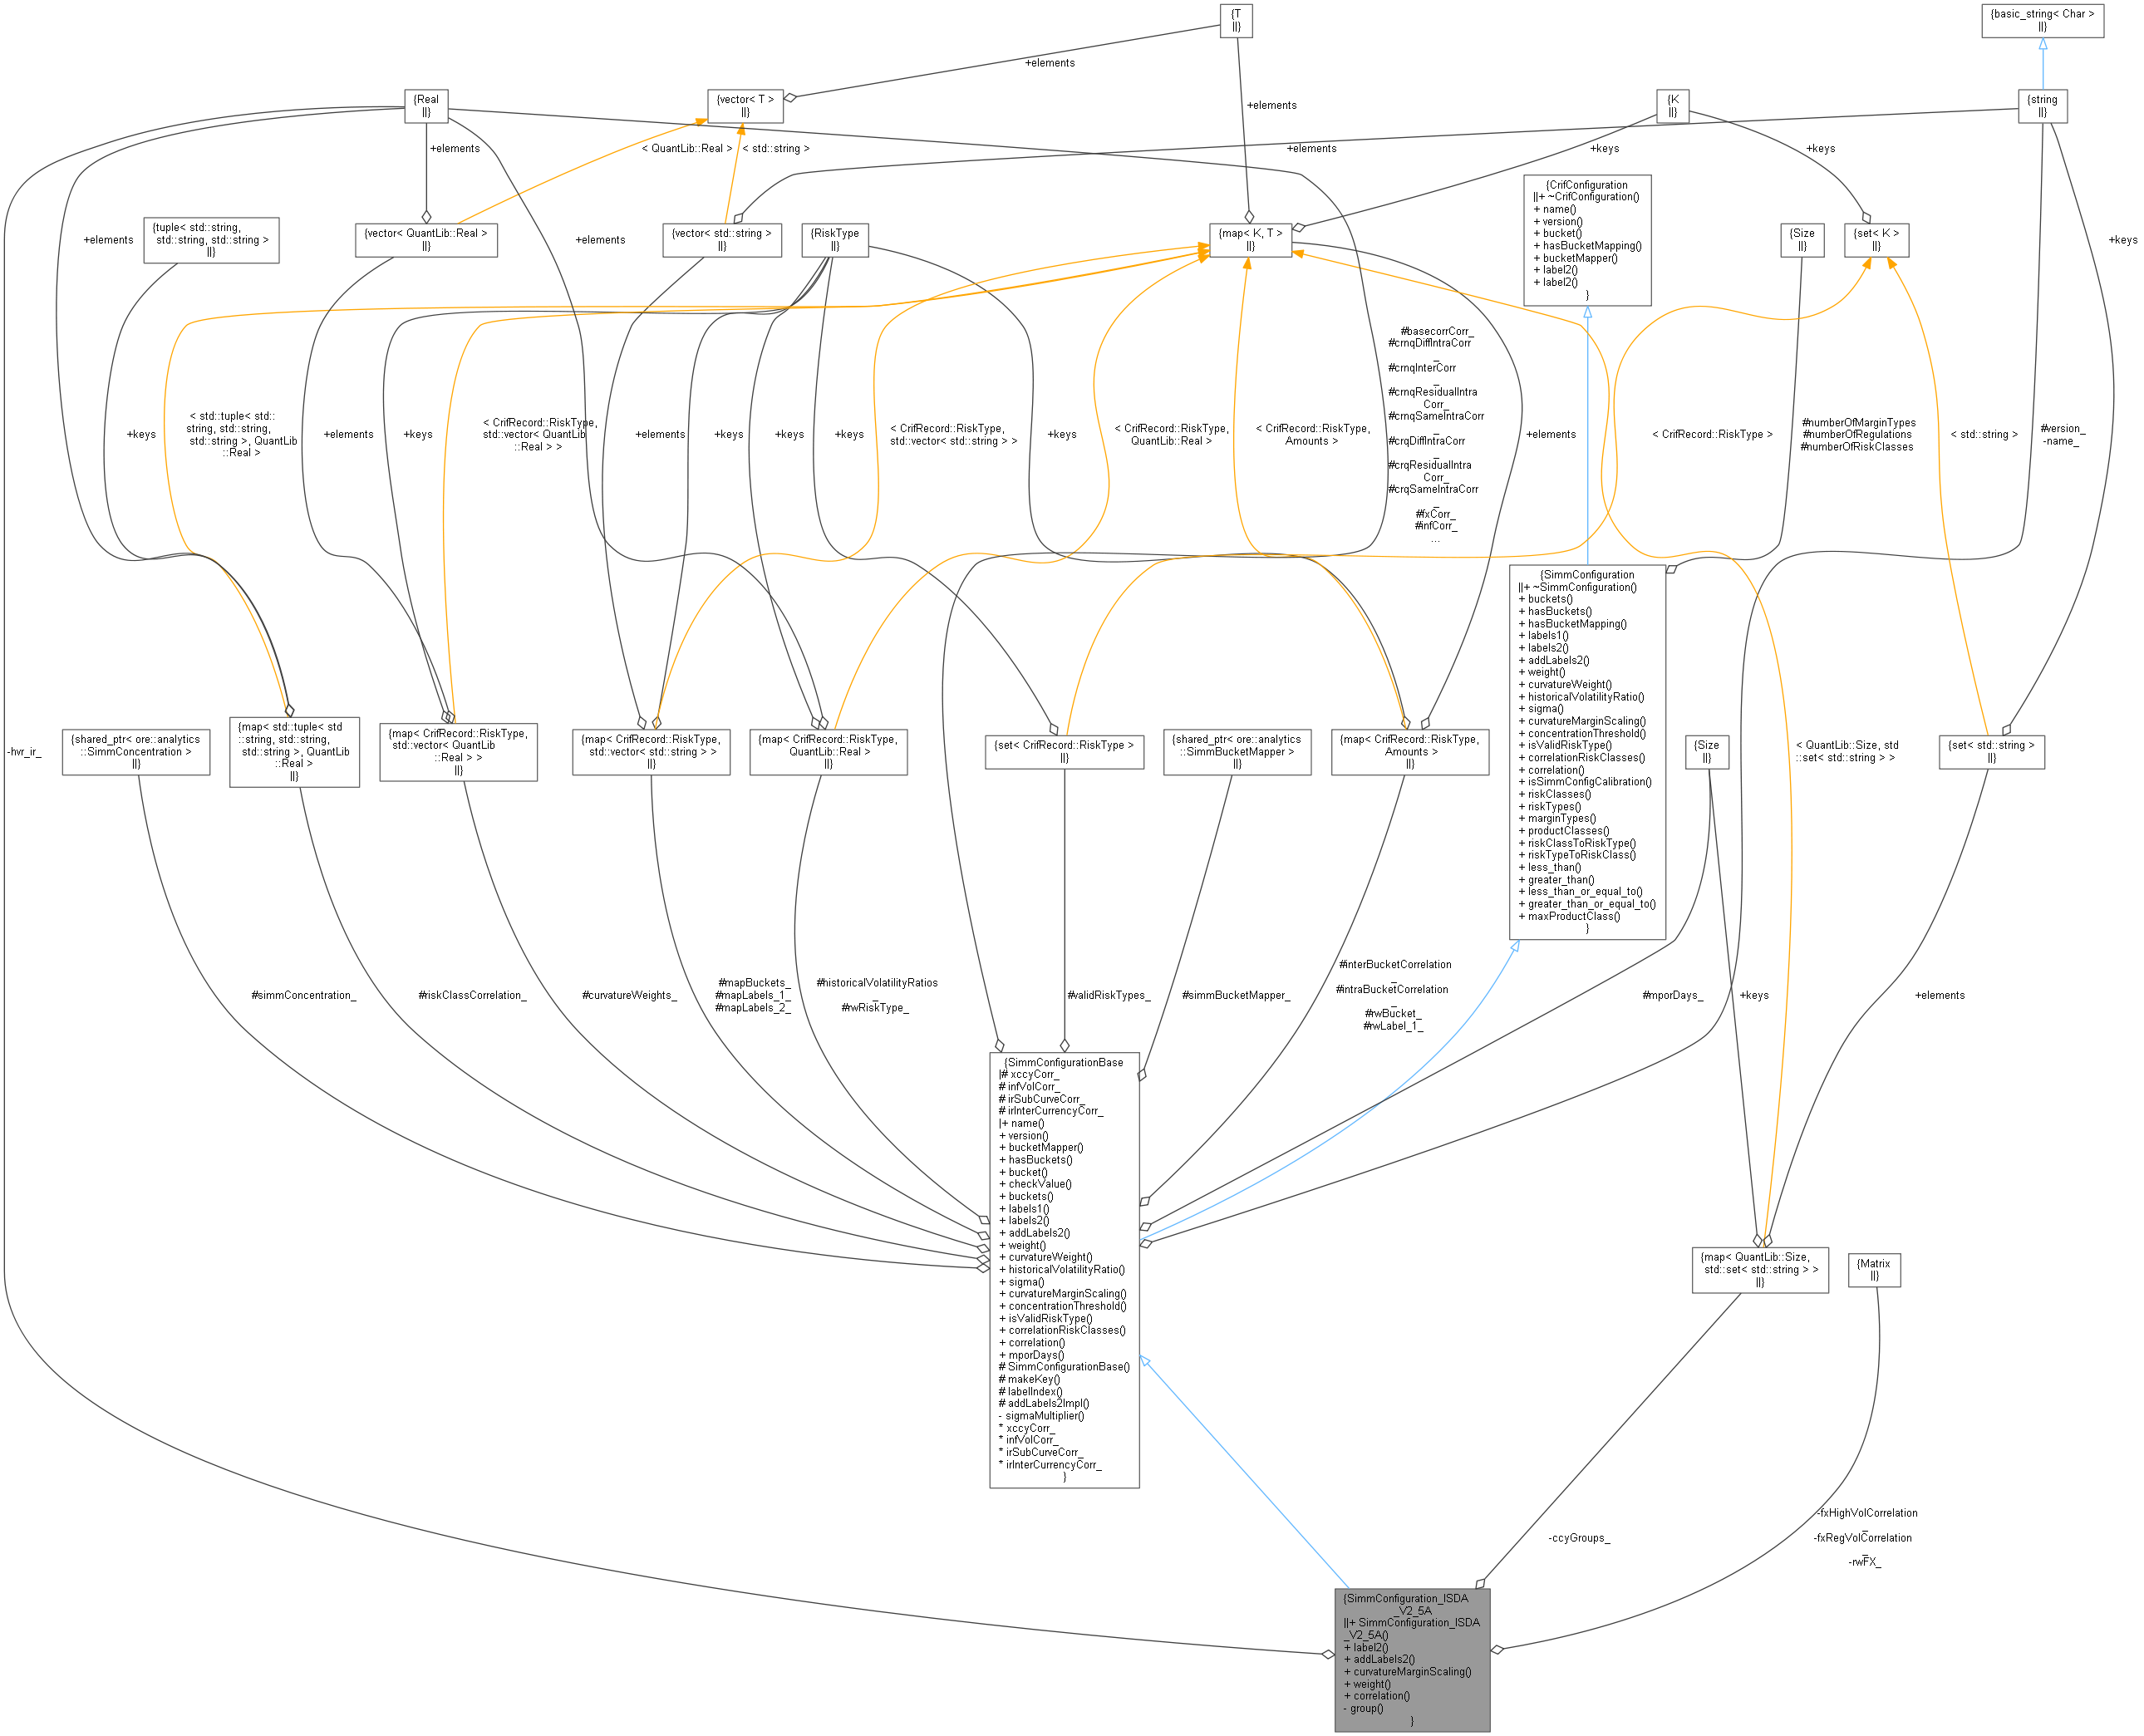 {T
||}
{basic_string< Char >
||}
+elements
{Real
||}
{vector< T >
||}
{K
||}
{string
||}
+elements
+elements
< QuantLib::Real >
< std::string >
+elements
+keys
+keys
{CrifConfiguration
||+ ~CrifConfiguration()
+ name()
+ version()
+ bucket()
+ hasBucketMapping()
+ bucketMapper()
+ label2()
+ label2()
}
{tuple< std::string,
std::string, std::string >
||}
{vector< QuantLib::Real >
||}
{vector< std::string >
||}
{RiskType
||}
{map< K, T >
||}
{Size
||}
{set< K >
||}
+elements
+elements
+keys
#basecorrCorr_
#crnqDiffIntraCorr
_
#crnqInterCorr
_
#crnqResidualIntra
Corr_
#crnqSameIntraCorr
_
#crqDiffIntraCorr
_
#crqResidualIntra
Corr_
#crqSameIntraCorr
_
#fxCorr_
#infCorr_
...
+keys
< std::tuple< std::
string, std::string,
std::string >, QuantLib
::Real >
+elements
+keys
< CrifRecord::RiskType,
std::vector< QuantLib
::Real > >
+elements
+keys
+keys
+keys
< CrifRecord::RiskType,
std::vector< std::string > >
+keys
< CrifRecord::RiskType,
QuantLib::Real >
< CrifRecord::RiskType,
Amounts >
+elements
< CrifRecord::RiskType >
#numberOfMarginTypes
#numberOfRegulations
#numberOfRiskClasses
< std::string >
#version_
-name_
{SimmConfiguration
||+ ~SimmConfiguration()
+ buckets()
+ hasBuckets()
+ hasBucketMapping()
+ labels1()
+ labels2()
+ addLabels2()
+ weight()
+ curvatureWeight()
+ historicalVolatilityRatio()
+ sigma()
+ curvatureMarginScaling()
+ concentrationThreshold()
+ isValidRiskType()
+ correlationRiskClasses()
+ correlation()
+ isSimmConfigCalibration()
+ riskClasses()
+ riskTypes()
+ marginTypes()
+ productClasses()
+ riskClassToRiskType()
+ riskTypeToRiskClass()
+ less_than()
+ greater_than()
+ less_than_or_equal_to()
+ greater_than_or_equal_to()
+ maxProductClass()
}
-hvr_ir_
{shared_ptr< ore::analytics
::SimmConcentration >
||}
{map< std::tuple< std
::string, std::string,
std::string >, QuantLib
::Real >
||}
{map< CrifRecord::RiskType,
std::vector< QuantLib
::Real > >
||}
{map< CrifRecord::RiskType,
std::vector< std::string > >
||}
{map< CrifRecord::RiskType,
QuantLib::Real >
||}
{set< CrifRecord::RiskType >
||}
{shared_ptr< ore::analytics
::SimmBucketMapper >
||}
{map< CrifRecord::RiskType,
Amounts >
||}
{Size
||}
< QuantLib::Size, std
::set< std::string > >
{set< std::string >
||}
#simmConcentration_
#riskClassCorrelation_
#curvatureWeights_
#mapBuckets_
#mapLabels_1_
#mapLabels_2_
#historicalVolatilityRatios
_
#rwRiskType_
#validRiskTypes_
#simmBucketMapper_
#interBucketCorrelation
_
#intraBucketCorrelation
_
#rwBucket_
#rwLabel_1_
#mporDays_
+keys
+elements
{SimmConfigurationBase
|# xccyCorr_
# infVolCorr_
# irSubCurveCorr_
# irInterCurrencyCorr_
|+ name()
+ version()
+ bucketMapper()
+ hasBuckets()
+ bucket()
+ checkValue()
+ buckets()
+ labels1()
+ labels2()
+ addLabels2()
+ weight()
+ curvatureWeight()
+ historicalVolatilityRatio()
+ sigma()
+ curvatureMarginScaling()
+ concentrationThreshold()
+ isValidRiskType()
+ correlationRiskClasses()
+ correlation()
+ mporDays()
# SimmConfigurationBase()
# makeKey()
# labelIndex()
# addLabels2Impl()
- sigmaMultiplier()
* xccyCorr_
* infVolCorr_
* irSubCurveCorr_
* irInterCurrencyCorr_
}
{map< QuantLib::Size,
std::set< std::string > >
||}
{Matrix
||}
-ccyGroups_
-fxHighVolCorrelation
_
-fxRegVolCorrelation
_
-rwFX_
{SimmConfiguration_ISDA
_V2_5A
||+ SimmConfiguration_ISDA
_V2_5A()
+ label2()
+ addLabels2()
+ curvatureMarginScaling()
+ weight()
+ correlation()
- group()
}